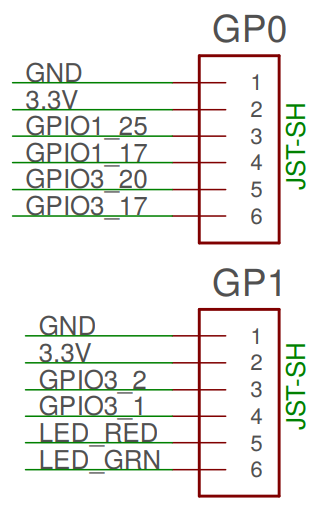 GP0
GND 1
3.3V 2
GPIO1_25 3
GPIO1_17 4
GPIO3_20 5
GPIO3_17 6
JST-SH
GP1
GND 1
3.3V 2
GPIO3_2 3
GPIO3_1 4
LED_RED 5
LED_GRN 6
JST-SH